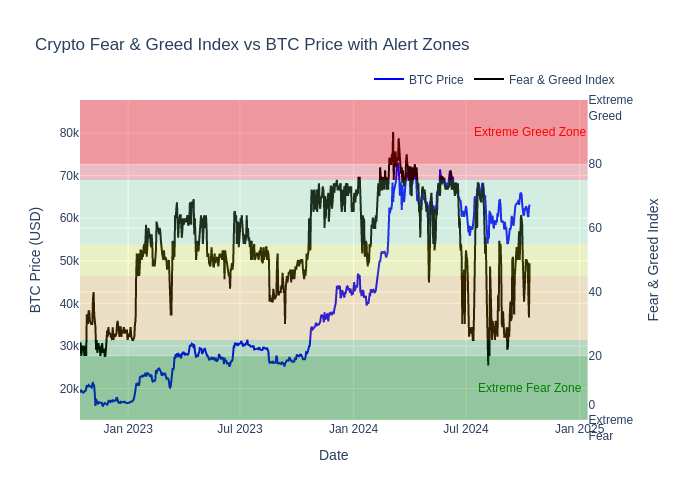 Crypto Fear & Greed Index vs BTC Price with Alert Zones
BTC Price
Fear & Greed Index
Extreme
Greed
80k
Extreme Greed Zone
80
70k
60k
60
50k
40k
40
30k
20
20k
Extreme Fear Zone
0
Extreme
Fear
Jan 2023
Jul 2023
Jan 2024
Jul 2024
Jan 2025
Date
BTC Price (USD)
Fear & Greed Index